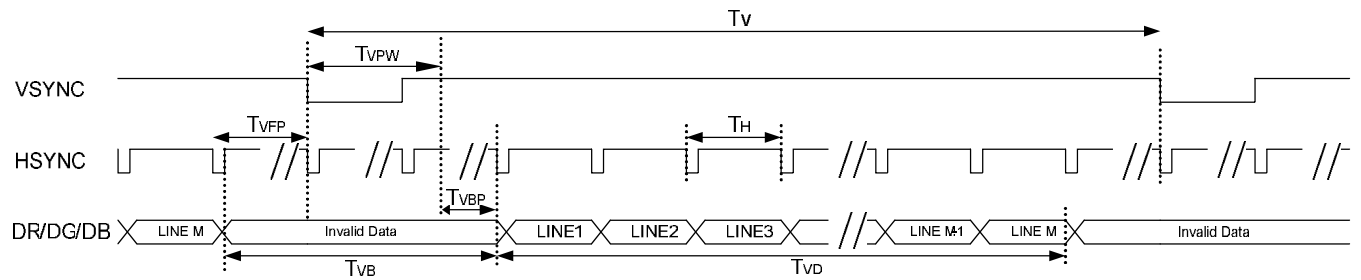 Tv
TVPW
VSYNC
TVFP
TH
HSYNC
TVBP
DR/DG/DB
LINE M
Invalid Data
LINE1
LINE2
LINE3
LINE M-1
LINE M
Invalid Data
TVB
TVD